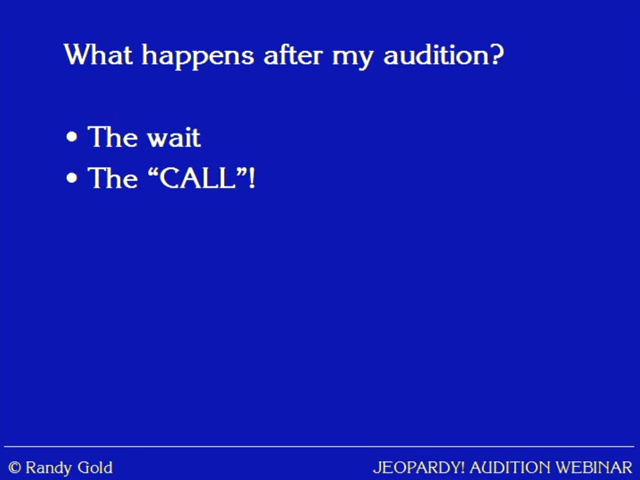 What happens after my audition?
• The wait
• The “CALL”!
© Randy Gold
JEOPARDY! AUDITION WEBINAR